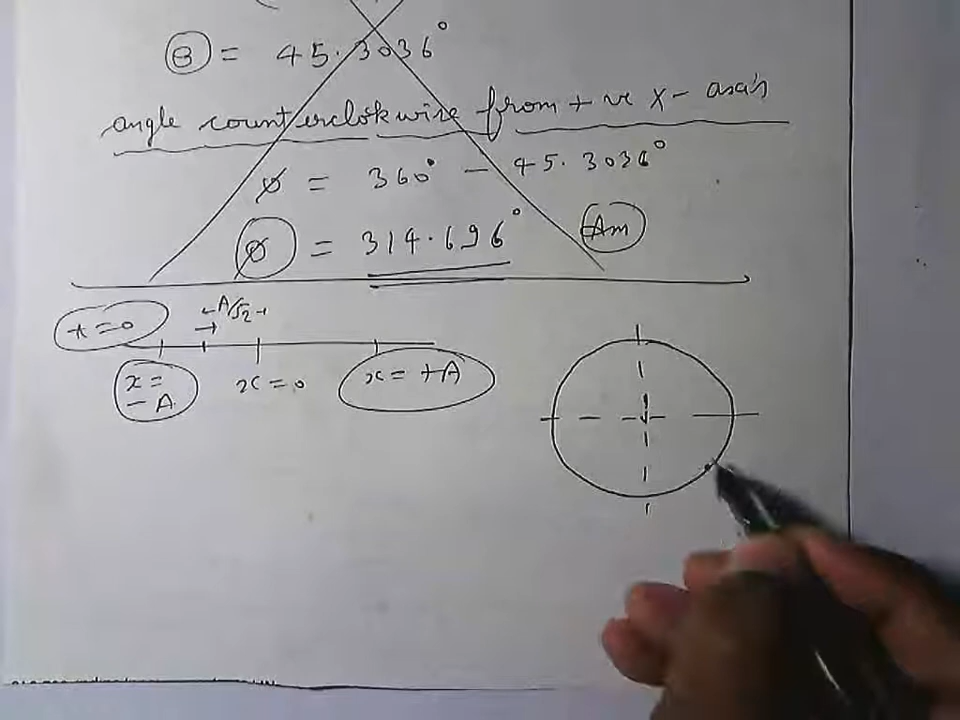 θ = 45.3036°
angle counterclokwise from + ve X - axis
ø = 360° - 45.3036°
ø = 314.696° Am
t=0 A/√2
x= -A x=0 x= +A